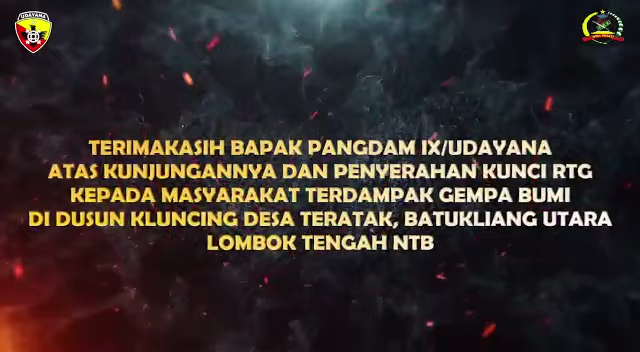 UDAYANA
TERIMAKASIH BAPAK PANGDAM IX/UDAYANA
ATAS KUNJUNGANNYA DAN PENYERAHAN KUNCI RTG
KEPADA MASYARAKAT TERDAMPAK GEMPA BUMI
DI DUSUN KLUNCING DESA TERATAK, BATUKLIANG UTARA
LOMBOK TENGAH NTB